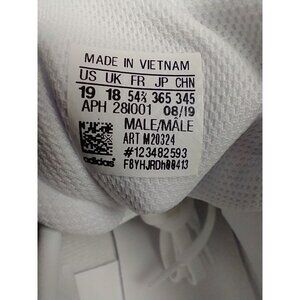 MADE IN VIETNAM
US UK FR JP CHN
19 18 54⅔ 365 345
APH 28I001 08/19
MALE/MÂLE
ART M20324
#123482593
adidas F8YHJRDh00413